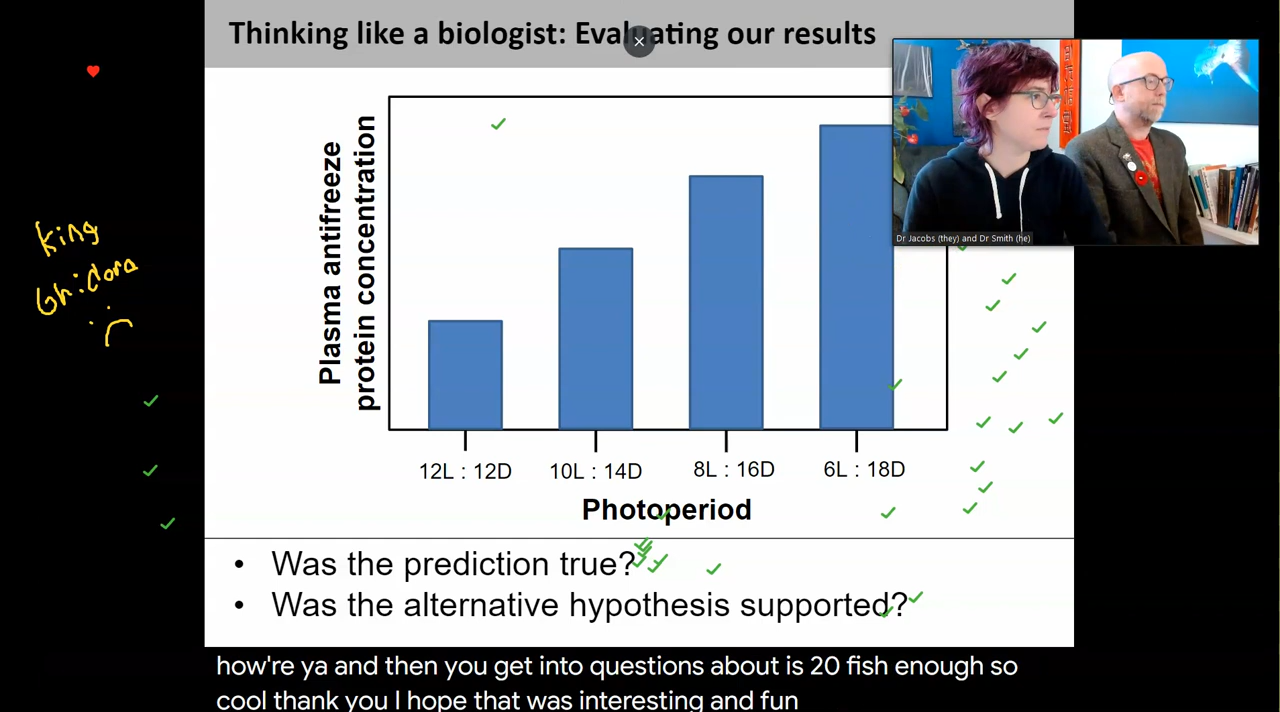 Thinking like a biologist: Evaluating our results
King
Ghidora
Plasma antifreeze
protein concentration
Dr Jacobs (they) and Dr Smith (he)
12L : 12D
10L : 14D
8L : 16D
6L : 18D
Photoperiod
• Was the prediction true?
• Was the alternative hypothesis supported?
how're ya and then you get into questions about is 20 fish enough so
cool thank you I hope that was interesting and fun